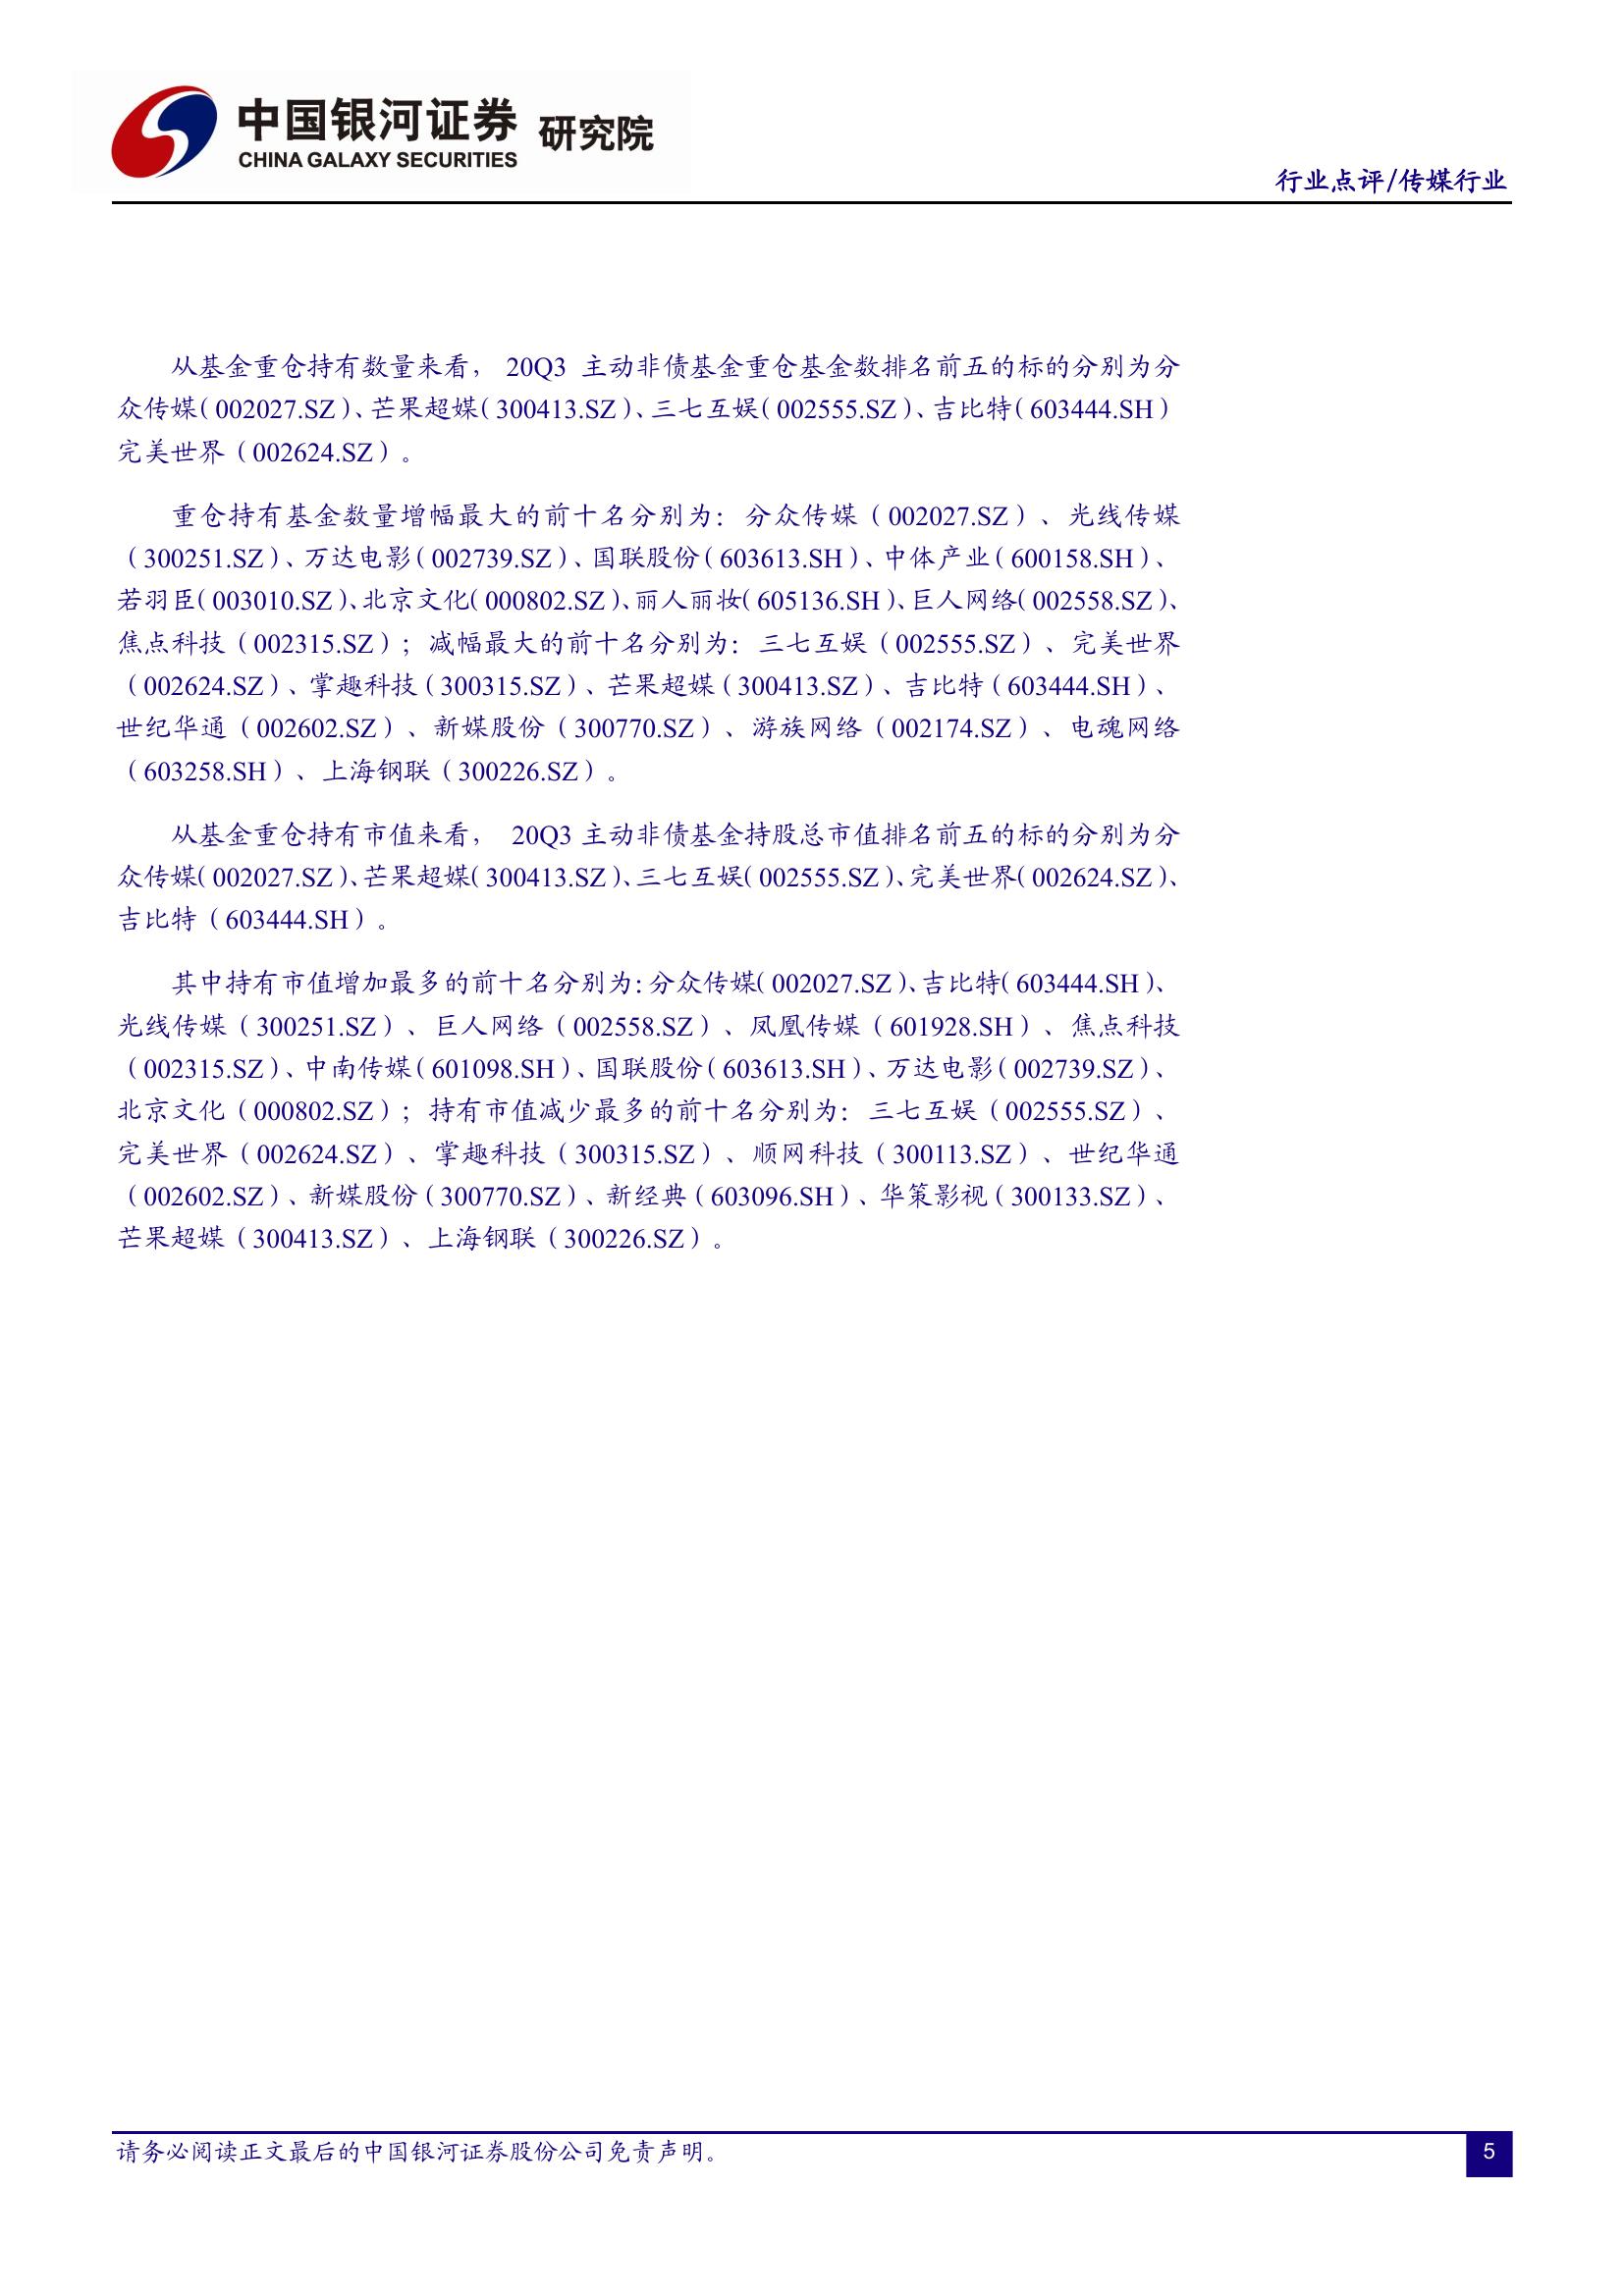 中国银河证券 研究院
CHINA GALAXY SECURITIES
行业点评/传媒行业
从基金重仓持有数量来看， 20Q3 主动非债基金重仓基金数排名前五的标的分别为分
众传媒（002027.SZ）、芒果超媒（300413.SZ）、三七互娱（002555.SZ）、吉比特（603444.SH）
完美世界（002624.SZ）。
重仓持有基金数量增幅最大的前十名分别为：分众传媒（002027.SZ）、光线传媒
（300251.SZ）、万达电影（002739.SZ）、国联股份（603613.SH）、中体产业（600158.SH）、
若羽臣（003010.SZ）、北京文化（000802.SZ）、丽人丽妆（605136.SH）、巨人网络（002558.SZ）、
焦点科技（002315.SZ）；减幅最大的前十名分别为：三七互娱（002555.SZ）、完美世界
（002624.SZ）、掌趣科技（300315.SZ）、芒果超媒（300413.SZ）、吉比特（603444.SH）、
世纪华通（002602.SZ）、新媒股份（300770.SZ）、游族网络（002174.SZ）、电魂网络
（603258.SH）、上海钢联（300226.SZ）。
从基金重仓持有市值来看， 20Q3 主动非债基金持股总市值排名前五的标的分别为分
众传媒（002027.SZ）、芒果超媒（300413.SZ）、三七互娱（002555.SZ）、完美世界（002624.SZ）、
吉比特（603444.SH）。
其中持有市值增加最多的前十名分别为：分众传媒（002027.SZ）、吉比特（603444.SH）、
光线传媒（300251.SZ）、巨人网络（002558.SZ）、凤凰传媒（601928.SH）、焦点科技
（002315.SZ）、中南传媒（601098.SH）、国联股份（603613.SH）、万达电影（002739.SZ）、
北京文化（000802.SZ）；持有市值减少最多的前十名分别为：三七互娱（002555.SZ）、
完美世界（002624.SZ）、掌趣科技（300315.SZ）、顺网科技（300113.SZ）、世纪华通
（002602.SZ）、新媒股份（300770.SZ）、新经典（603096.SH）、华策影视（300133.SZ）、
芒果超媒（300413.SZ）、上海钢联（300226.SZ）。
请务必阅读正文最后的中国银河证券股份公司免责声明。
5